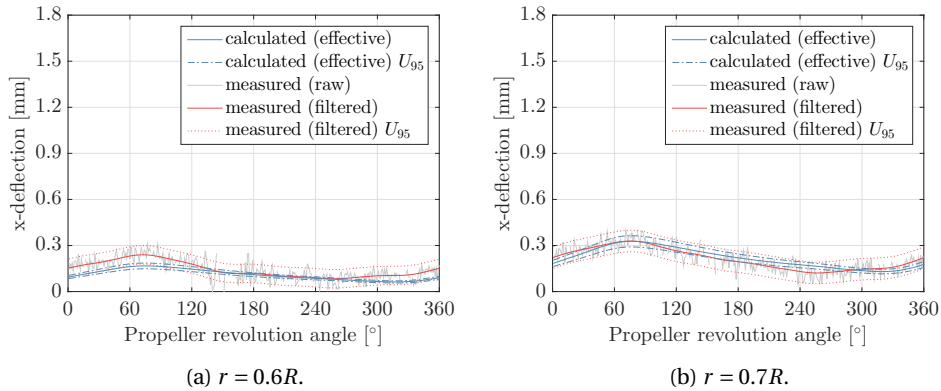 1.8
1.5
1.2
0.9
0.6
0.3
0
x-deflection [mm]
calculated (effective)
calculated (effective) U95
measured (raw)
measured (filtered)
measured (filtered) U95
0 60 120 180 240 300 360
Propeller revolution angle [°]
(a) r = 0.6R.
1.8
1.5
1.2
0.9
0.6
0.3
0
x-deflection [mm]
calculated (effective)
calculated (effective) U95
measured (raw)
measured (filtered)
measured (filtered) U95
0 60 120 180 240 300 360
Propeller revolution angle [°]
(b) r = 0.7R.